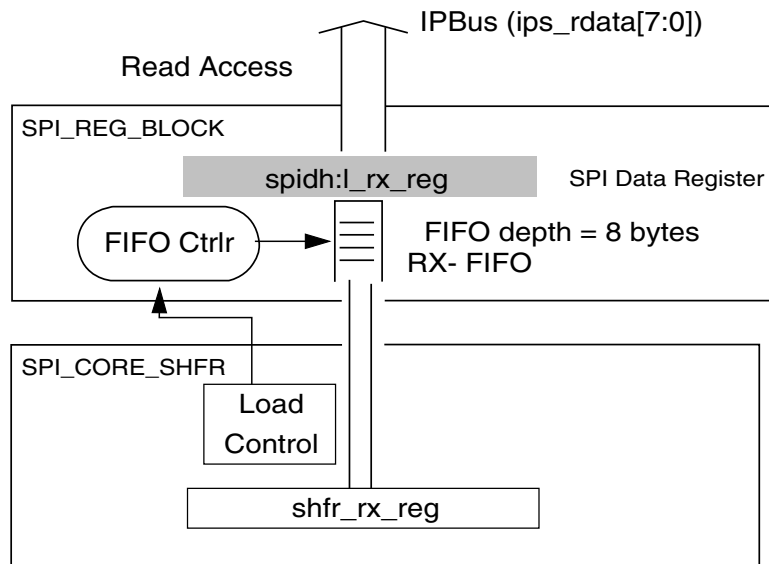 IPBus (ips_rdata[7:0])
Read Access
SPI_REG_BLOCK
spidh:l_rx_reg
SPI Data Register
FIFO Ctrlr
FIFO depth = 8 bytes
RX- FIFO
SPI_CORE_SHFR
Load
Control
shfr_rx_reg